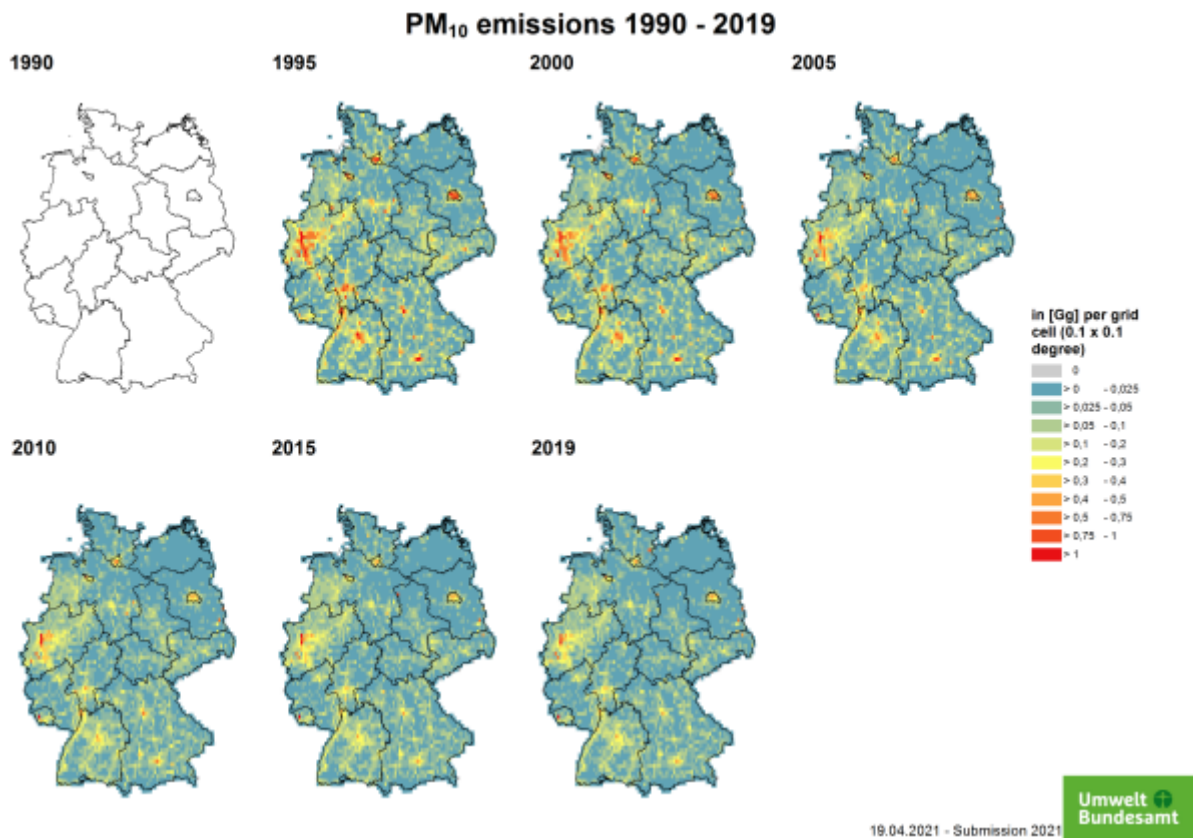 PM₁₀ emissions 1990 - 2019
1990
1995
2000
2005
in [Gg] per grid
cell (0.1 x 0.1
degree)
0
> 0 - 0,025
> 0,025 - 0,05
> 0,05 - 0,1
> 0,1 - 0,2
> 0,2 - 0,3
> 0,3 - 0,4
> 0,4 - 0,5
> 0,5 - 0,75
> 0,75 - 1
> 1
2010
2015
2019
19.04.2021 - Submission 2021
Umwelt
Bundesamt